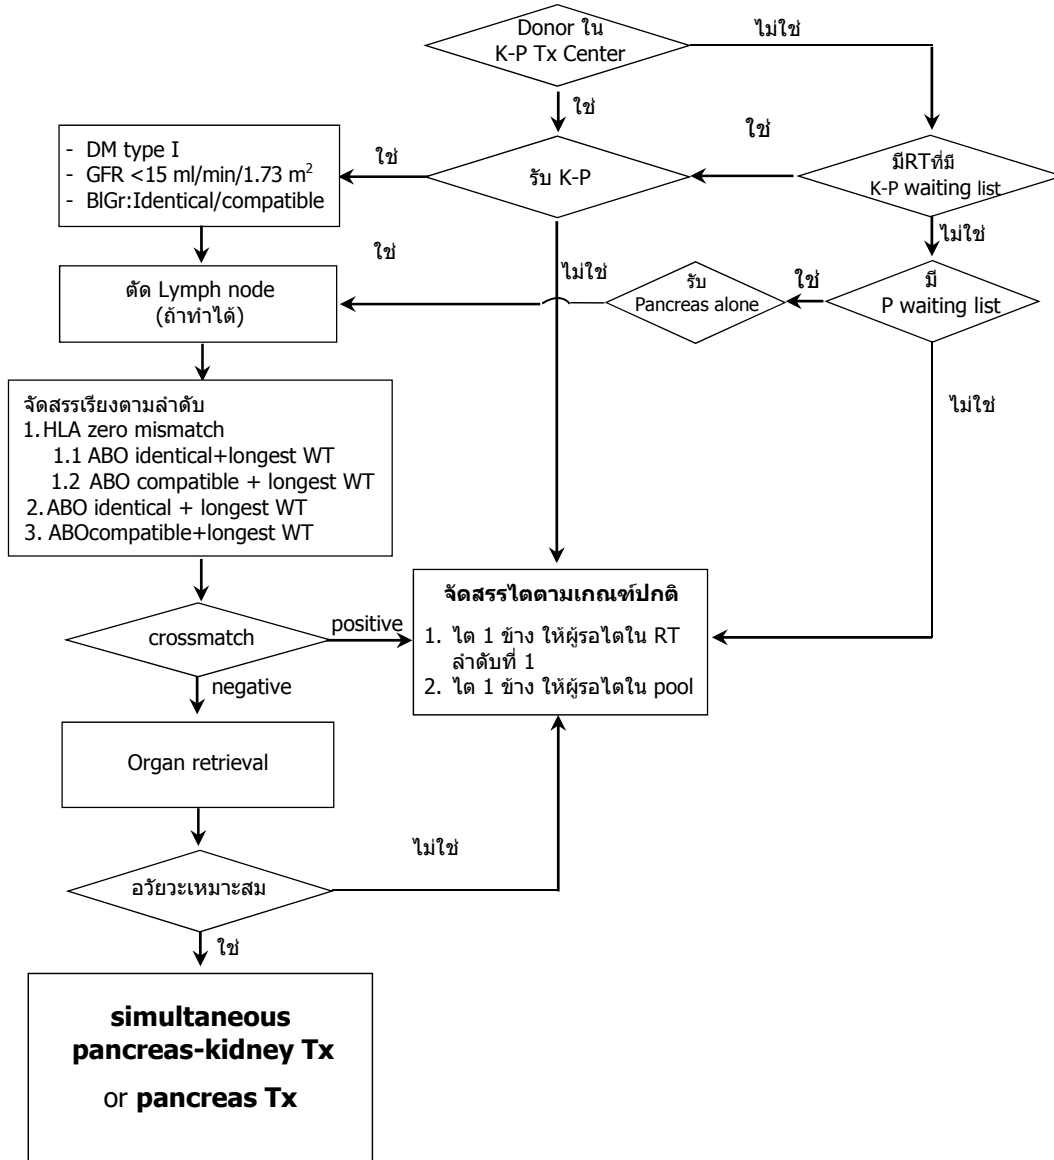 Donor ใน
K-P Tx Center
ไม่ใช่
ใช่
- DM type I
- GFR <15 ml/min/1.73 m²
- BlGr:Identical/compatible
ใช่
รับ K-P
ใช่
มีRTที่มี
K-P waiting list
ไม่ใช่
ใช่
ตัด Lymph node
(ถ้าทำได้)
ไม่ใช่
รับ
Pancreas alone
ใช่
มี
P waiting list
ไม่ใช่
จัดสรรเรียงตามลำดับ
1.HLA zero mismatch
1.1 ABO identical+longest WT
1.2 ABO compatible + longest WT
2.ABO identical + longest WT
3. ABOcompatible+longest WT
crossmatch
positive
negative
จัดสรรไตตามเกณฑ์ปกติ
1. ไต 1 ข้าง ให้ผู้รอไตใน RT
ลำดับที่ 1
2. ไต 1 ข้าง ให้ผู้รอไตใน pool
Organ retrieval
ไม่ใช่
อวัยวะเหมาะสม
ใช่
simultaneous
pancreas-kidney Tx
or pancreas Tx